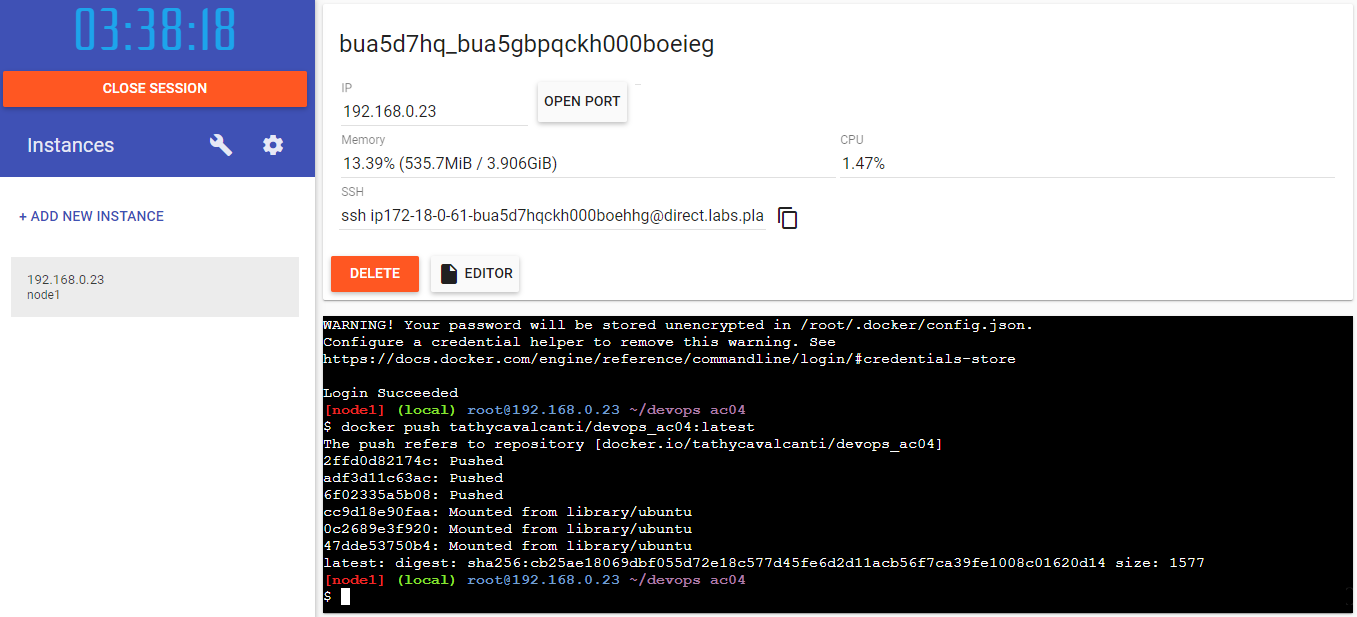 03:38:18
CLOSE SESSION
Instances
+ ADD NEW INSTANCE
192.168.0.23
node1
bua5d7hq_bua5gbpqckh000boeieg
IP
192.168.0.23
OPEN PORT
Memory
13.39% (535.7MiB / 3.906GiB)
CPU
1.47%
SSH
ssh ip172-18-0-61-bua5d7hqckh000boehhg@direct.labs.pla
DELETE
EDITOR
WARNING! Your password will be stored unencrypted in /root/.docker/config.json.
Configure a credential helper to remove this warning. See
https://docs.docker.com/engine/reference/commandline/login/#credentials-store
Login Succeeded
[node1] (local) root@192.168.0.23 ~/devops ac04
$ docker push tathycavalcanti/devops_ac04:latest
The push refers to repository [docker.io/tathycavalcanti/devops_ac04]
2ffd0d82174c: Pushed
adf3d11c63ac: Pushed
6f02335a5b08: Pushed
cc9d18e90faa: Mounted from library/ubuntu
0c2689e3f920: Mounted from library/ubuntu
47dde53750b4: Mounted from library/ubuntu
latest: digest: sha256:cb25ae18069dbf055d72e18c577d45fe6d2d11acb56f7ca39fe1008c01620d14 size: 1577
[node1] (local) root@192.168.0.23 ~/devops ac04
$